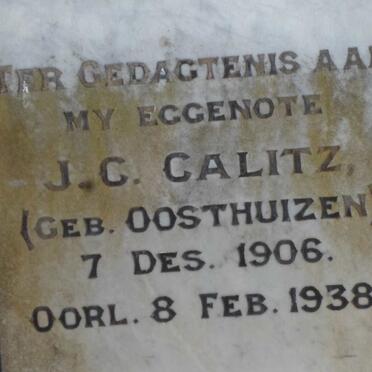 TER GEDAGTENIS AAN
MY EGGENOTE
J. C. CALITZ,
(GEB. OOSTHUIZEN)
7 DES. 1906.
OORL. 8 FEB. 1938